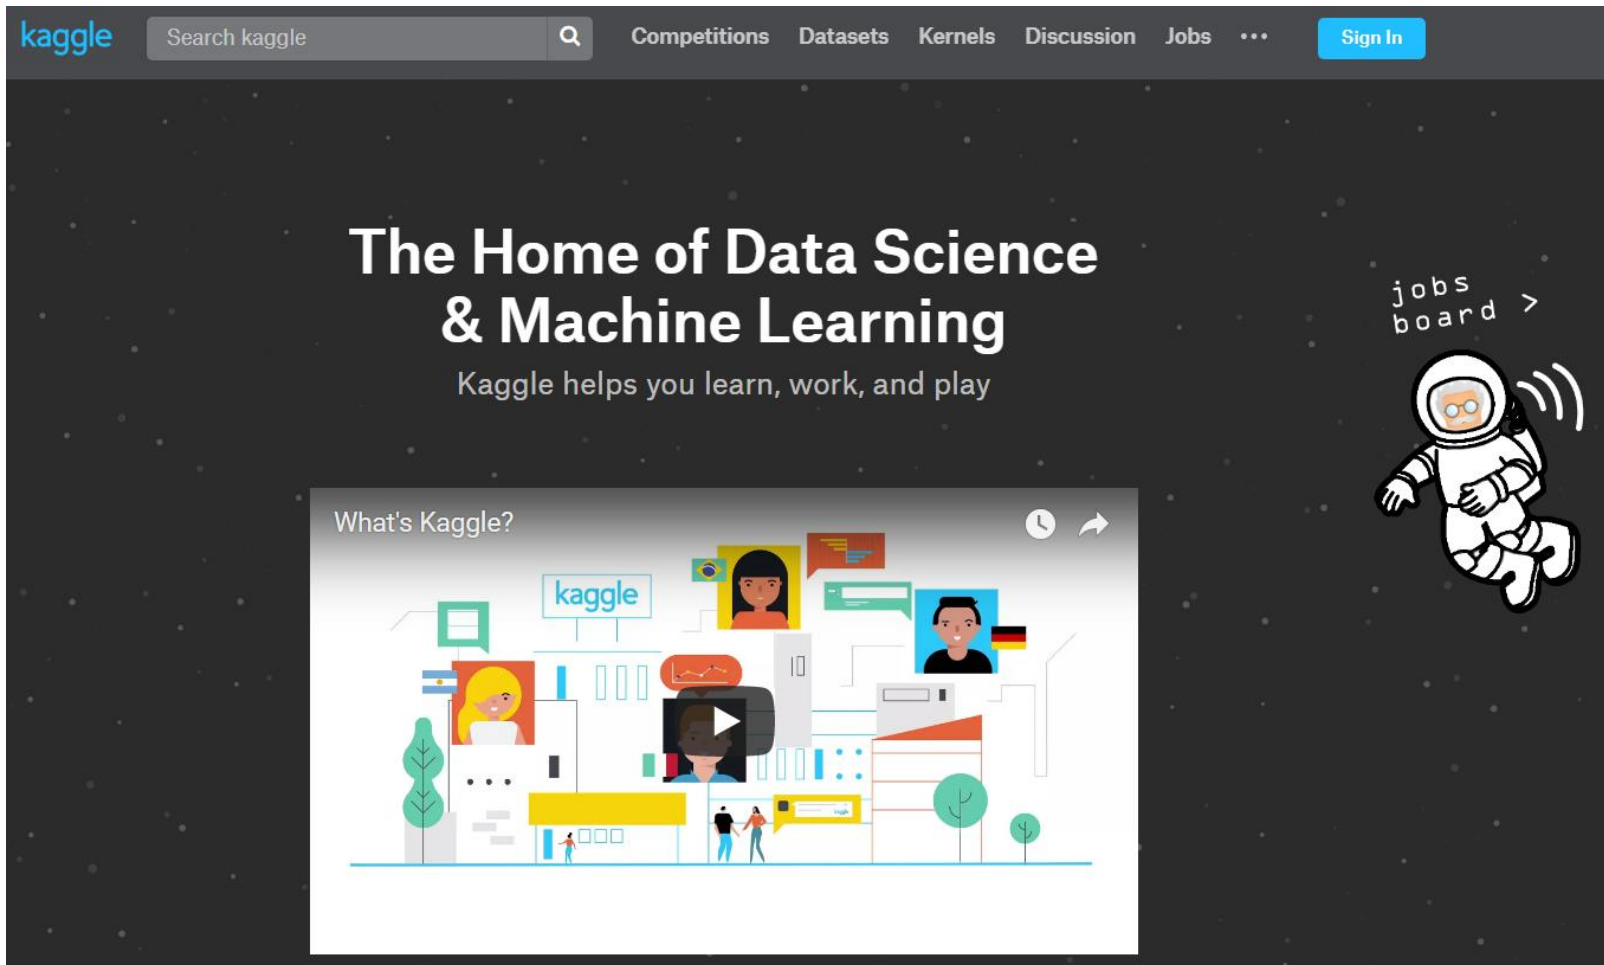 kaggle
Search kaggle
Competitions Datasets Kernels Discussion Jobs ••• Sign In
The Home of Data Science
& Machine Learning
Kaggle helps you learn, work, and play
jobs
board >
What's Kaggle?
kaggle
kaggle